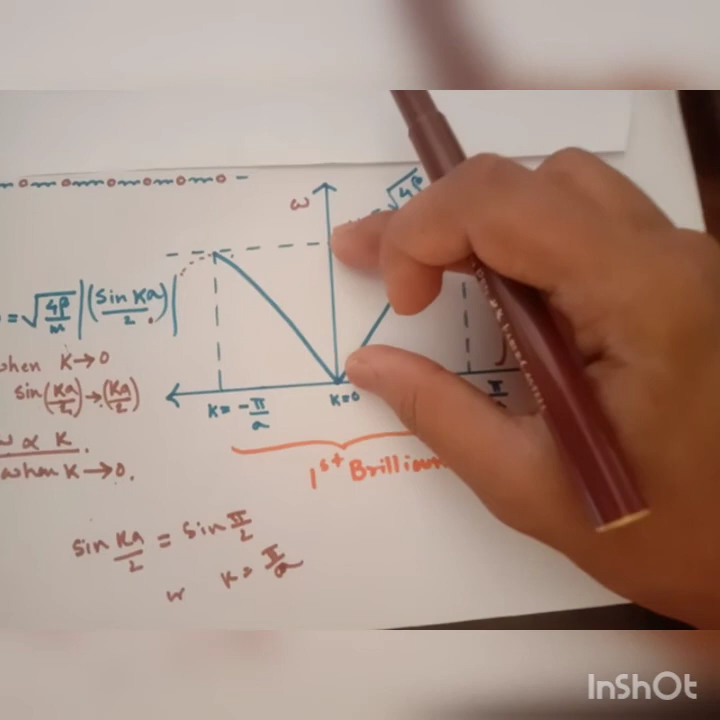 ω
√4β
= √4β/m |(sin Ka)/2.|
when K→0
sin(Ka/2)→(Ka/2)
ω ∝ K.
when K→0.
K = -π/a
K=0
π
1st Brilliou
sin Ka/2 = sin π/2
K = π/a
InShOt